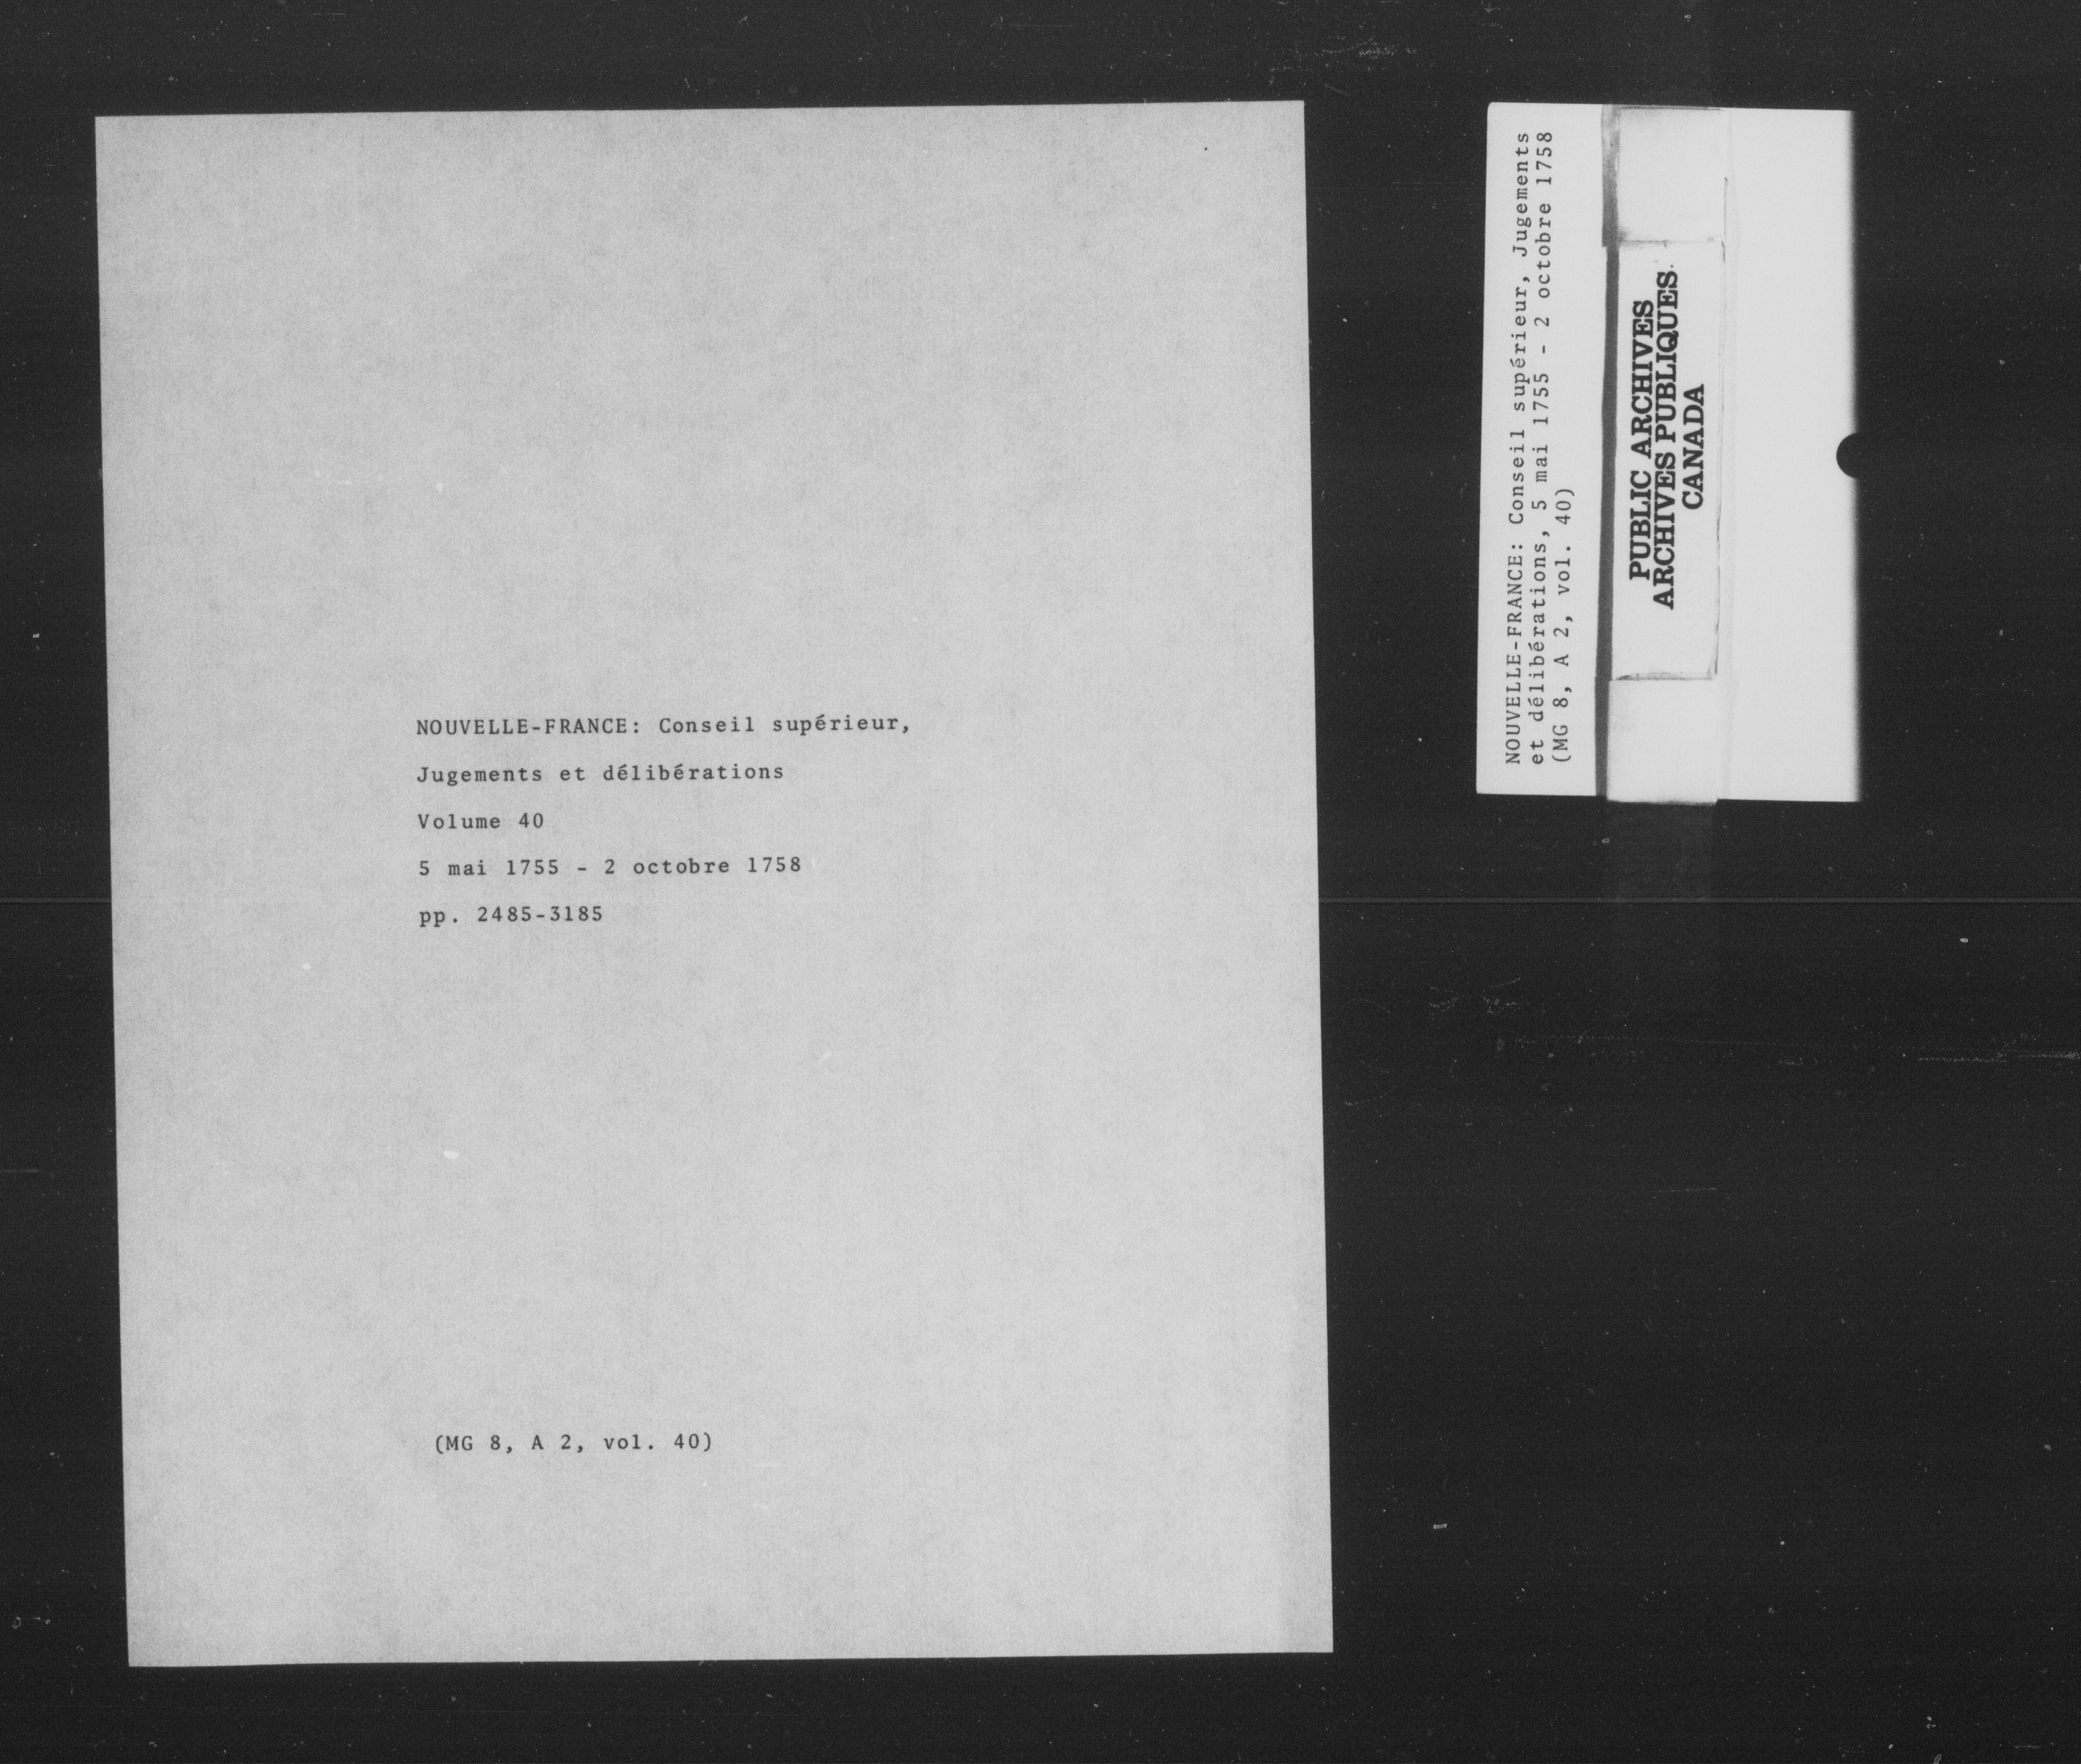 NOUVELLE-FRANCE: Conseil supérieur,
Jugements et délibérations
Volume 40
5 mai 1755 - 2 octobre 1758
pp. 2485-3185
(MG 8, A 2, vol. 40)
NOUVELLE-FRANCE: Conseil supérieur, Jugements
et délibérations, 5 mai 1755 - 2 octobre 1758
(MG 8, A 2, vol. 40)
PUBLIC ARCHIVES
ARCHIVES PUBLIQUES
CANADA